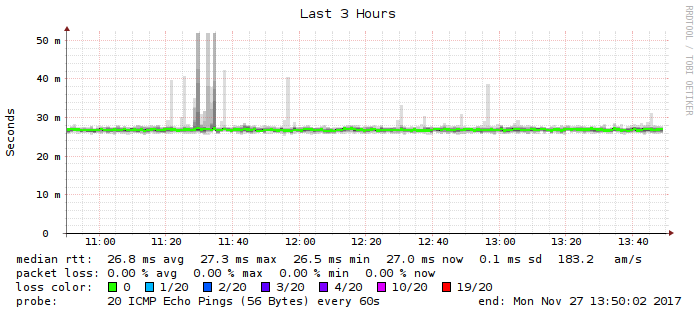 Last 3 Hours
RRDTOOL / TOBI OETIKER
Seconds
50 m
40 m
30 m
20 m
10 m
0
11:00 11:20 11:40 12:00 12:20 12:40 13:00 13:20 13:40
median rtt: 26.8 ms avg 27.3 ms max 26.5 ms min 27.0 ms now 0.1 ms sd 183.2 am/s
packet loss: 0.00 % avg 0.00 % max 0.00 % min 0.00 % now
loss color: 0 1/20 2/20 3/20 4/20 10/20 19/20
probe: 20 ICMP Echo Pings (56 Bytes) every 60s end: Mon Nov 27 13:50:02 2017